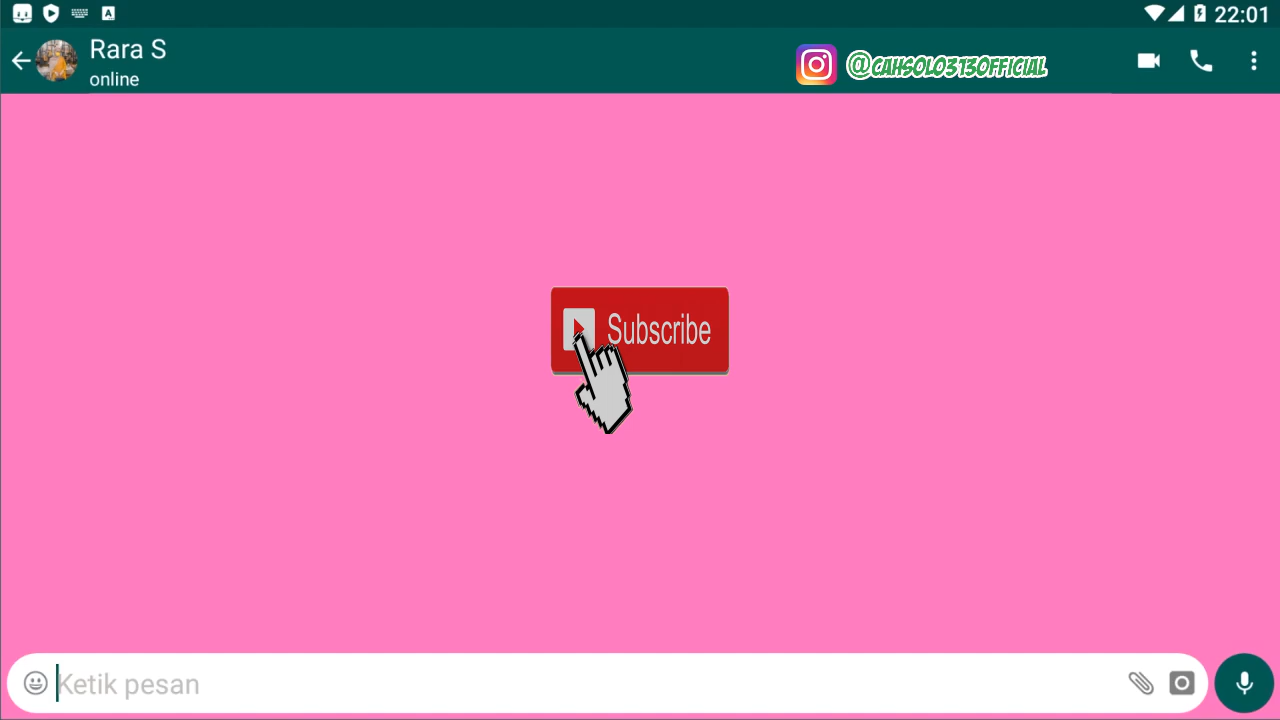 22:01
Rara S
online
@CAHSOLO313OFFICIAL
Subscribe
Ketik pesan